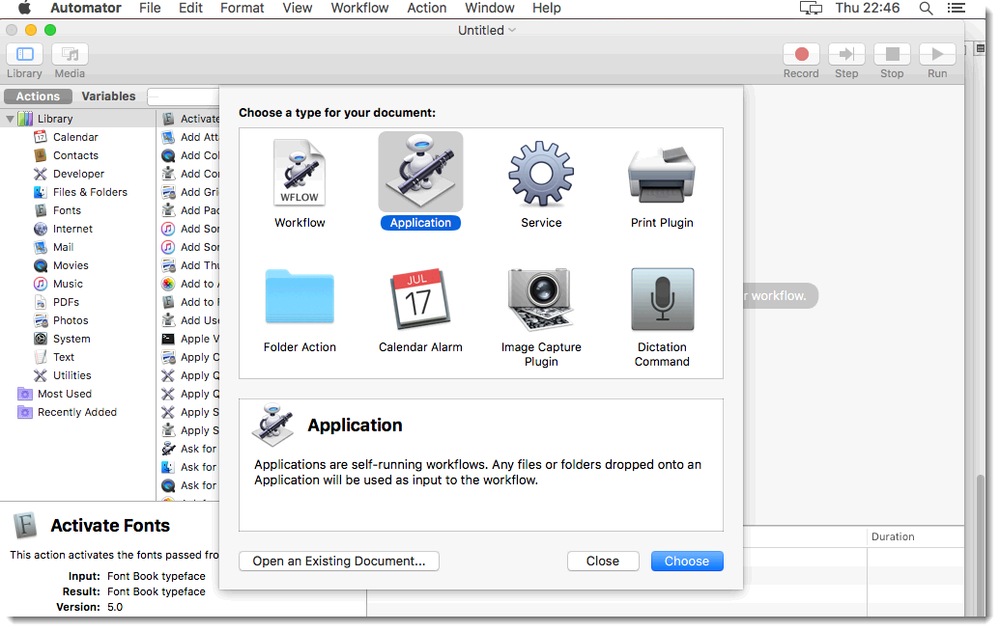 Automator File Edit Format View Workflow Action Window Help Thu 22:46
Untitled
Library Media Record Step Stop Run
Actions Variables
Library
Calendar
Contacts
Developer
Files & Folders
Fonts
Internet
Mail
Movies
Music
PDFs
Photos
System
Text
Utilities
Most Used
Recently Added
Activate
Add Att
Add Col
Add Con
Add Gri
Add Pac
Add Son
Add Son
Add Thu
Add to A
Add to F
Add Use
Apple V
Apply C
Apply Q
Apply Q
Apply S
Apply S
Ask for
Ask for
Ask for
Choose a type for your document:
WFLOW
JUL
17
Workflow Application Service Print Plugin
Folder Action Calendar Alarm Image Capture Plugin Dictation Command
r workflow.
Application
Applications are self-running workflows. Any files or folders dropped onto an
Application will be used as input to the workflow.
Open an Existing Document... Close Choose
Duration
Activate Fonts
This action activates the fonts passed fro
Input: Font Book typeface
Result: Font Book typeface
Version: 5.0